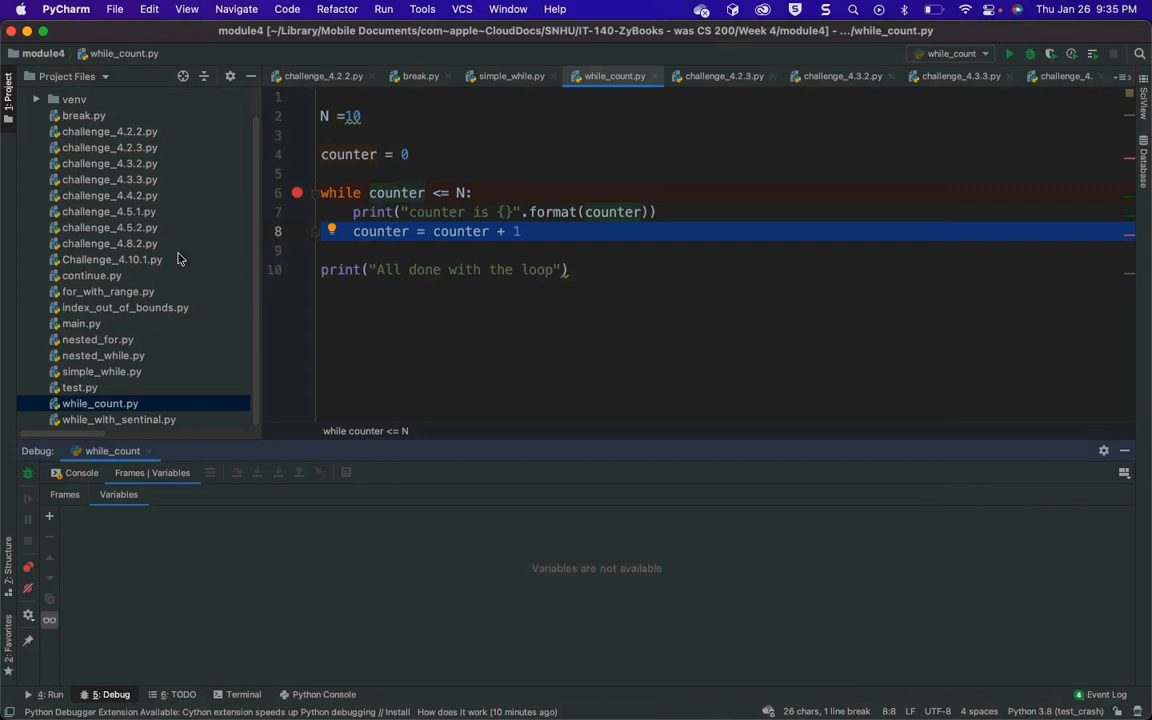 PyCharm File Edit View Navigate Code Refactor Run Tools VCS Window Help Thu Jan 26 9:35 PM
module4 [~/Library/Mobile Documents/com~apple~CloudDocs/SNHU/IT-140-ZyBooks - was CS 200/Week 4/module4] - .../while_count.py
module4 while_count.py while_count
1: Project
Project Files
challenge_4.2.2.py break.py simple_while.py while_count.py challenge_4.2.3.py challenge_4.3.2.py challenge_4.3.3.py challenge_4.
venv
break.py
challenge_4.2.2.py
challenge_4.2.3.py
challenge_4.3.2.py
challenge_4.3.3.py
challenge_4.4.2.py
challenge_4.5.1.py
challenge_4.5.2.py
challenge_4.8.2.py
Challenge_4.10.1.py
continue.py
for_with_range.py
index_out_of_bounds.py
main.py
nested_for.py
nested_while.py
simple_while.py
test.py
while_count.py
while_with_sentinal.py
1
2 N =10
3
4 counter = 0
5
6 while counter <= N:
7 print("counter is {}".format(counter))
8 counter = counter + 1
9
10 print("All done with the loop")
while counter <= N
SciView
Database
Debug: while_count
Console Frames | Variables
Frames Variables
Variables are not available
7: Structure
2: Favorites
4: Run 5: Debug 6: TODO Terminal Python Console 4 Event Log
Python Debugger Extension Available: Cython extension speeds up Python debugging // Install How does it work (10 minutes ago) 26 chars, 1 line break 8:8 LF UTF-8 4 spaces Python 3.8 (test_crash)